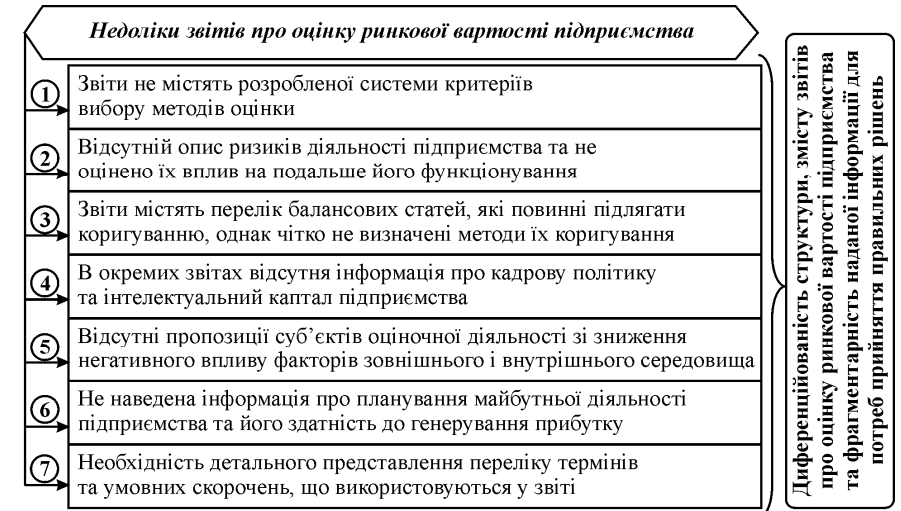 Недоліки звітів про оцінку ринкової вартості підприємства
1
Звіти не містять розробленої системи критеріїв
вибору методів оцінки
2
Відсутній опис ризиків діяльності підприємства та не
оцінено їх вплив на подальше його функціонування
3
Звіти містять перелік балансових статей, які повинні підлягати
коригуванню, однак чітко не визначені методи їх коригування
4
В окремих звітах відсутня інформація про кадрову політику
та інтелектуальний каптал підприємства
5
Відсутні пропозиції суб’єктів оціночної діяльності зі зниження
негативного впливу факторів зовнішнього і внутрішнього середовища
6
Не наведена інформація про планування майбутньої діяльності
підприємства та його здатність до генерування прибутку
7
Необхідність детального представлення переліку термінів
та умовних скорочень, що використовуються у звіті
Диференційованість структури, змісту звітів
про оцінку ринкової вартості підприємства
та фрагментарність наданої інформації для
потреб прийняття правильних рішень